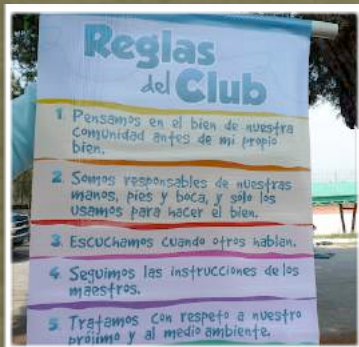 Reglas
del Club
1. Pensamos en el bien de nuestra
comunidad antes de mi propio
bien.
2. Somos responsables de nuestras
manos, pies y boca, y solo los
usamos para hacer el bien.
3. Escuchamos cuando otros hablan.
4. Seguimos las instrucciones de los
maestros.
5. Tratamos con respeto a nuestro
prójimo y al medio ambiente.